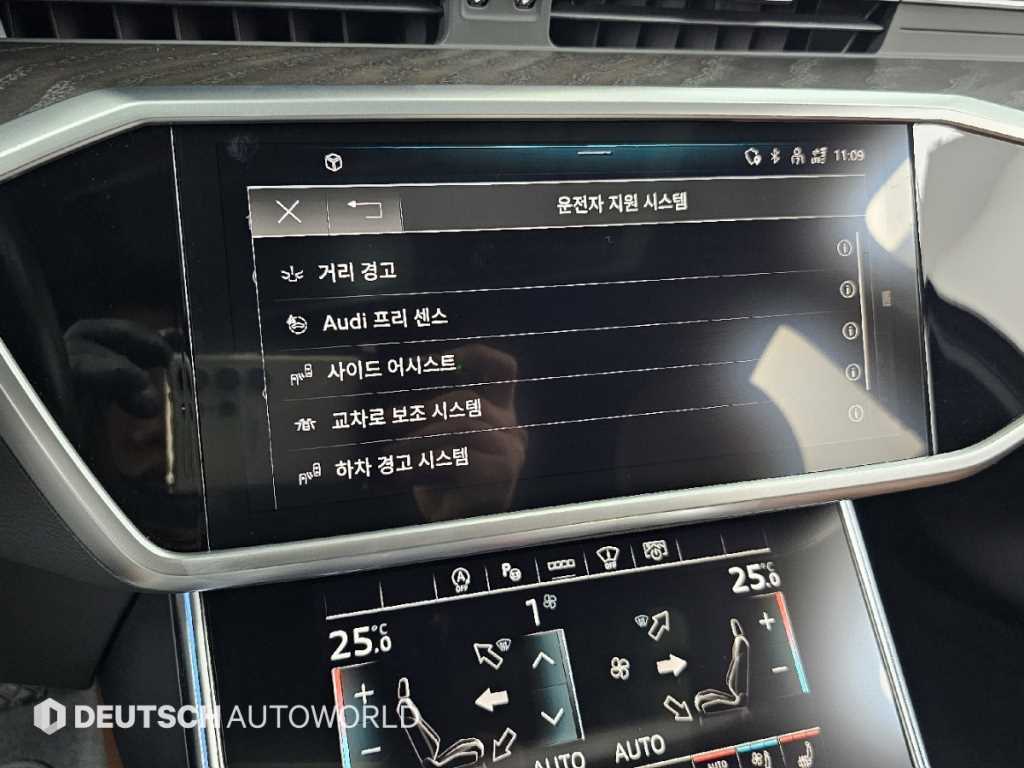 11:09
운전자 지원 시스템
거리 경고
Audi 프리 센스
사이드 어시스트
교차로 보조 시스템
하차 경고 시스템
A OFF
P
OFF
25.0°C
1
25.0°C
+
+
−
−
AUTO
AUTO
AUTO
DEUTSCH AUTOWORLD